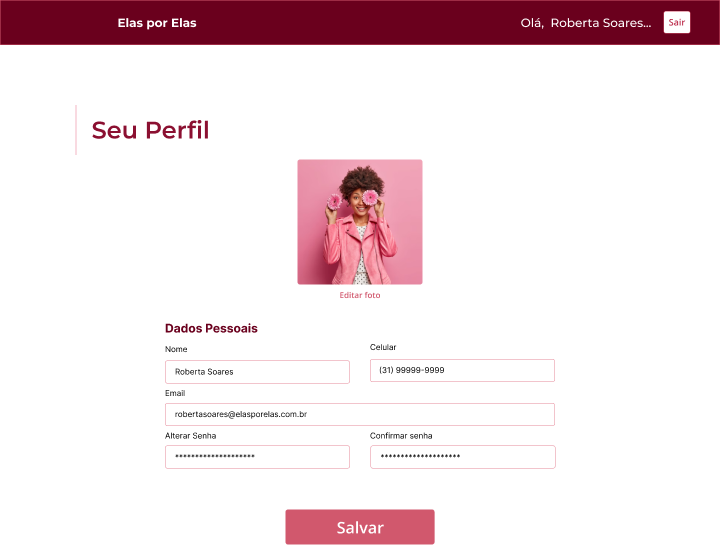 Elas por Elas
Olá, Roberta Soares...
Sair
Seu Perfil
Editar foto
Dados Pessoais
Nome
Celular
Roberta Soares
(31) 99999-9999
Email
robertasoares@elasporelas.com.br
Alterar Senha
Confirmar senha
********************
********************
Salvar